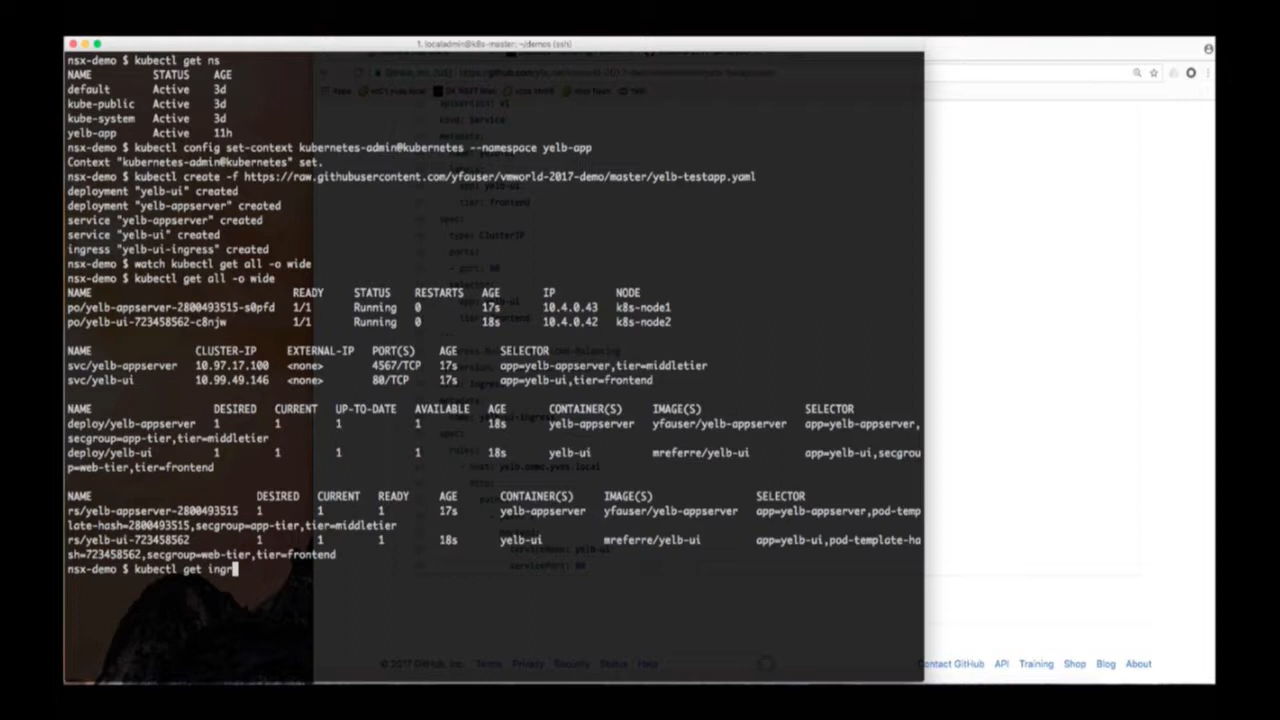 1. localadmin@k8s-master: ~/demos (ssh)
nsx-demo $ kubectl get ns
NAME STATUS AGE
default Active 3d
kube-public Active 3d
kube-system Active 3d
yelb-app Active 11h
nsx-demo $ kubectl config set-context kubernetes-admin@kubernetes --namespace yelb-app
Context "kubernetes-admin@kubernetes" set.
nsx-demo $ kubectl create -f https://raw.githubusercontent.com/yfauser/vmworld-2017-demo/master/yelb-testapp.yaml
deployment "yelb-ui" created
deployment "yelb-appserver" created
service "yelb-appserver" created
service "yelb-ui" created
ingress "yelb-ui-ingress" created
nsx-demo $ watch kubectl get all -o wide
nsx-demo $ kubectl get all -o wide
NAME READY STATUS RESTARTS AGE IP NODE
po/yelb-appserver-2800493515-s0pfd 1/1 Running 0 17s 10.4.0.43 k8s-node1
po/yelb-ui-723458562-c8njw 1/1 Running 0 18s 10.4.0.42 k8s-node2
NAME CLUSTER-IP EXTERNAL-IP PORT(S) AGE SELECTOR
svc/yelb-appserver 10.97.17.100 <none> 4567/TCP 17s app=yelb-appserver,tier=middletier
svc/yelb-ui 10.99.49.146 <none> 80/TCP 17s app=yelb-ui,tier=frontend
NAME DESIRED CURRENT UP-TO-DATE AVAILABLE AGE CONTAINER(S) IMAGE(S) SELECTOR
deploy/yelb-appserver 1 1 1 1 18s yelb-appserver yfauser/yelb-appserver app=yelb-appserver,
secgroup=app-tier,tier=middletier
deploy/yelb-ui 1 1 1 1 18s yelb-ui mreferre/yelb-ui app=yelb-ui,secgrou
p=web-tier,tier=frontend
NAME DESIRED CURRENT READY AGE CONTAINER(S) IMAGE(S) SELECTOR
rs/yelb-appserver-2800493515 1 1 1 17s yelb-appserver yfauser/yelb-appserver app=yelb-appserver,pod-temp
late-hash=2800493515,secgroup=app-tier,tier=middletier
rs/yelb-ui-723458562 1 1 1 18s yelb-ui mreferre/yelb-ui app=yelb-ui,pod-template-ha
sh=723458562,secgroup=web-tier,tier=frontend
nsx-demo $ kubectl get ingr
© 2017 GitHub, Inc. Terms Privacy Security Status Help
Contact GitHub API Training Shop Blog About